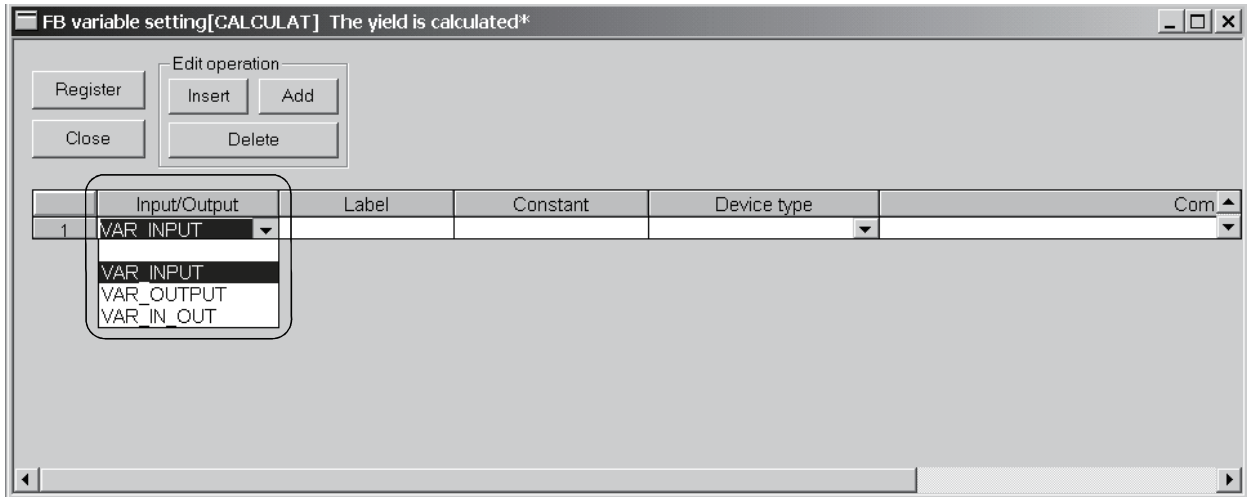 FB variable setting[CALCULAT] The yield is calculated*
Edit operation
Register
Insert Add
Close
Delete
Input/Output Label Constant Device type Com
1 VAR_INPUT
VAR_INPUT
VAR_OUTPUT
VAR_IN_OUT